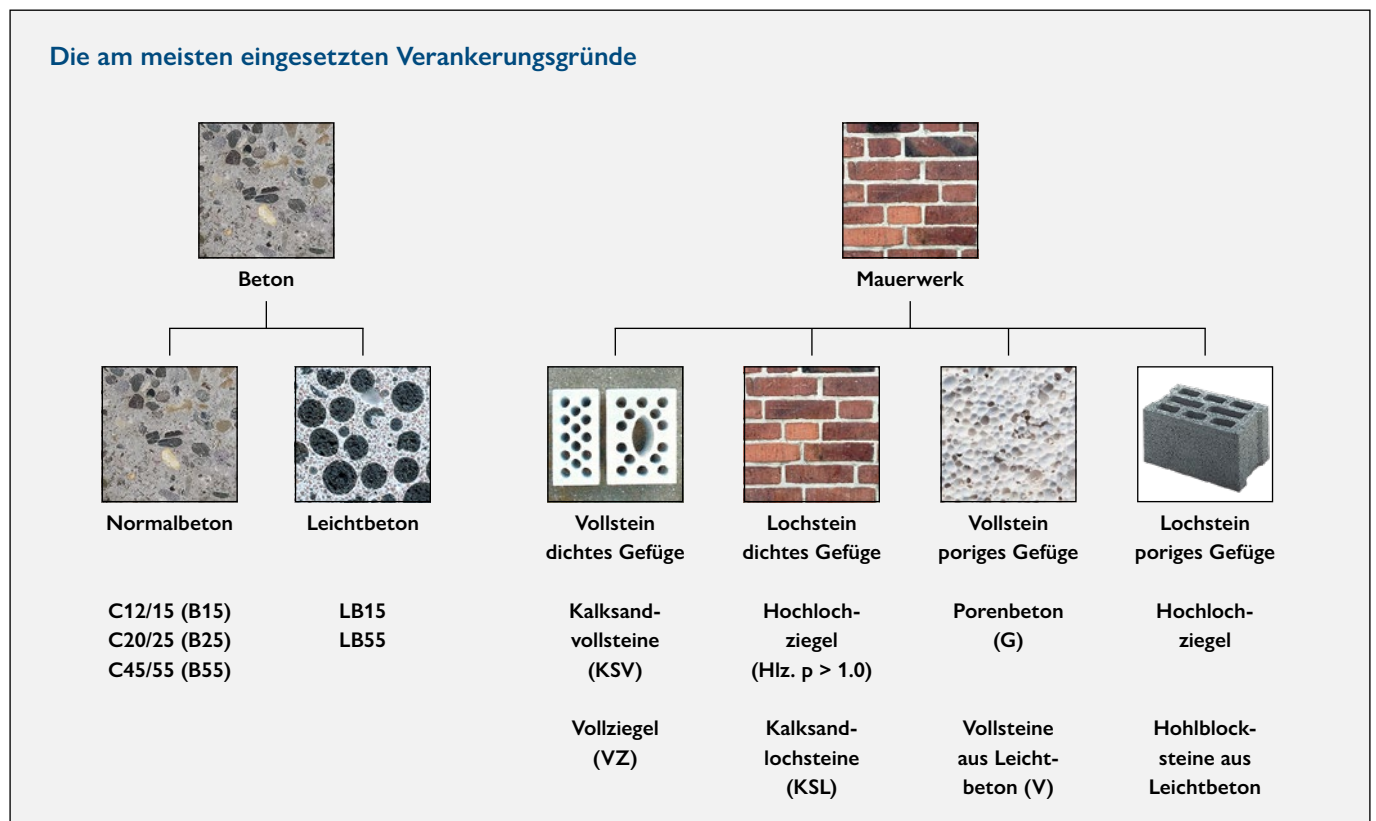 Die am meisten eingesetzten Verankerungsgründe
Beton
Mauerwerk
Normalbeton
Leichtbeton
Vollstein
dichtes Gefüge
Lochstein
dichtes Gefüge
Vollstein
poriges Gefüge
Lochstein
poriges Gefüge
C12/15 (B15)
C20/25 (B25)
C45/55 (B55)
LB15
LB55
Kalksand-
vollsteine
(KSV)
Vollziegel
(VZ)
Hochloch-
ziegel
(Hlz. p > 1.0)
Kalksand-
lochsteine
(KSL)
Porenbeton
(G)
Vollsteine
aus Leicht-
beton (V)
Hochloch-
ziegel
Hohlblock-
steine aus
Leichtbeton